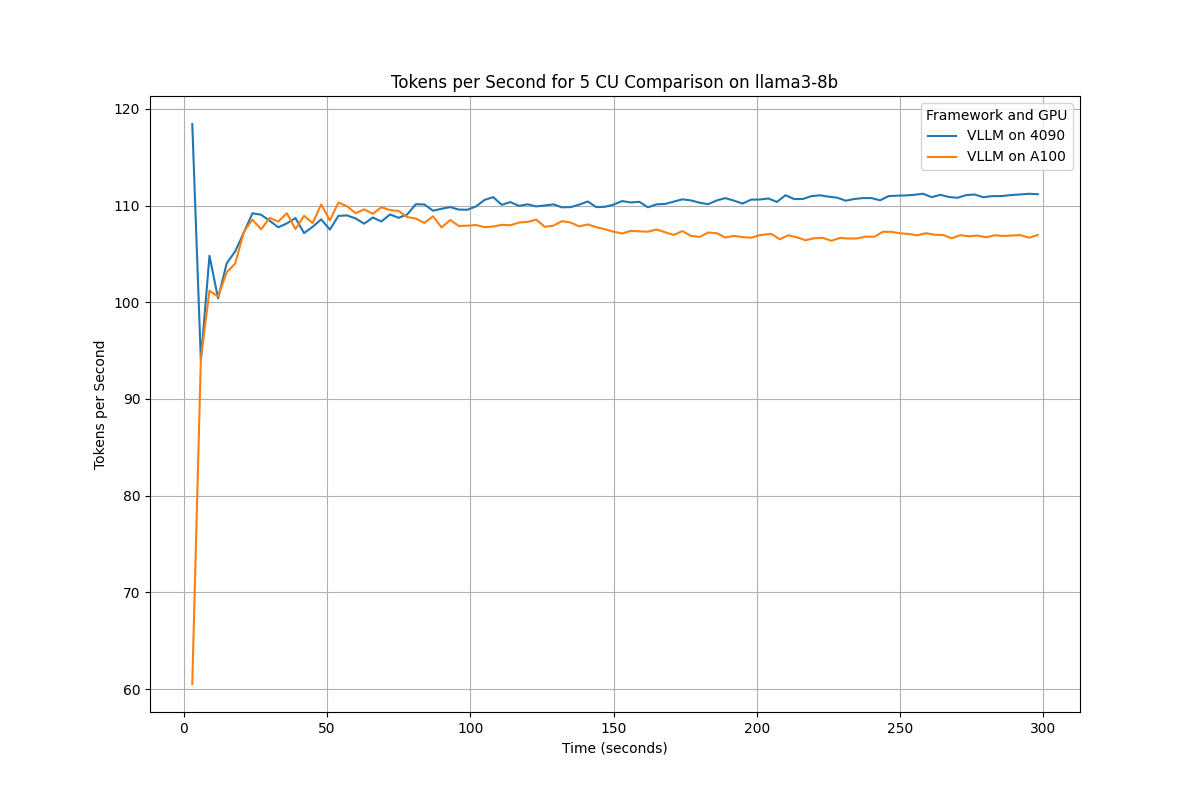 Tokens per Second for 5 CU Comparison on llama3-8b
Framework and GPU
VLLM on 4090
VLLM on A100
Tokens per Second
120
110
100
90
80
70
60
0 50 100 150 200 250 300
Time (seconds)